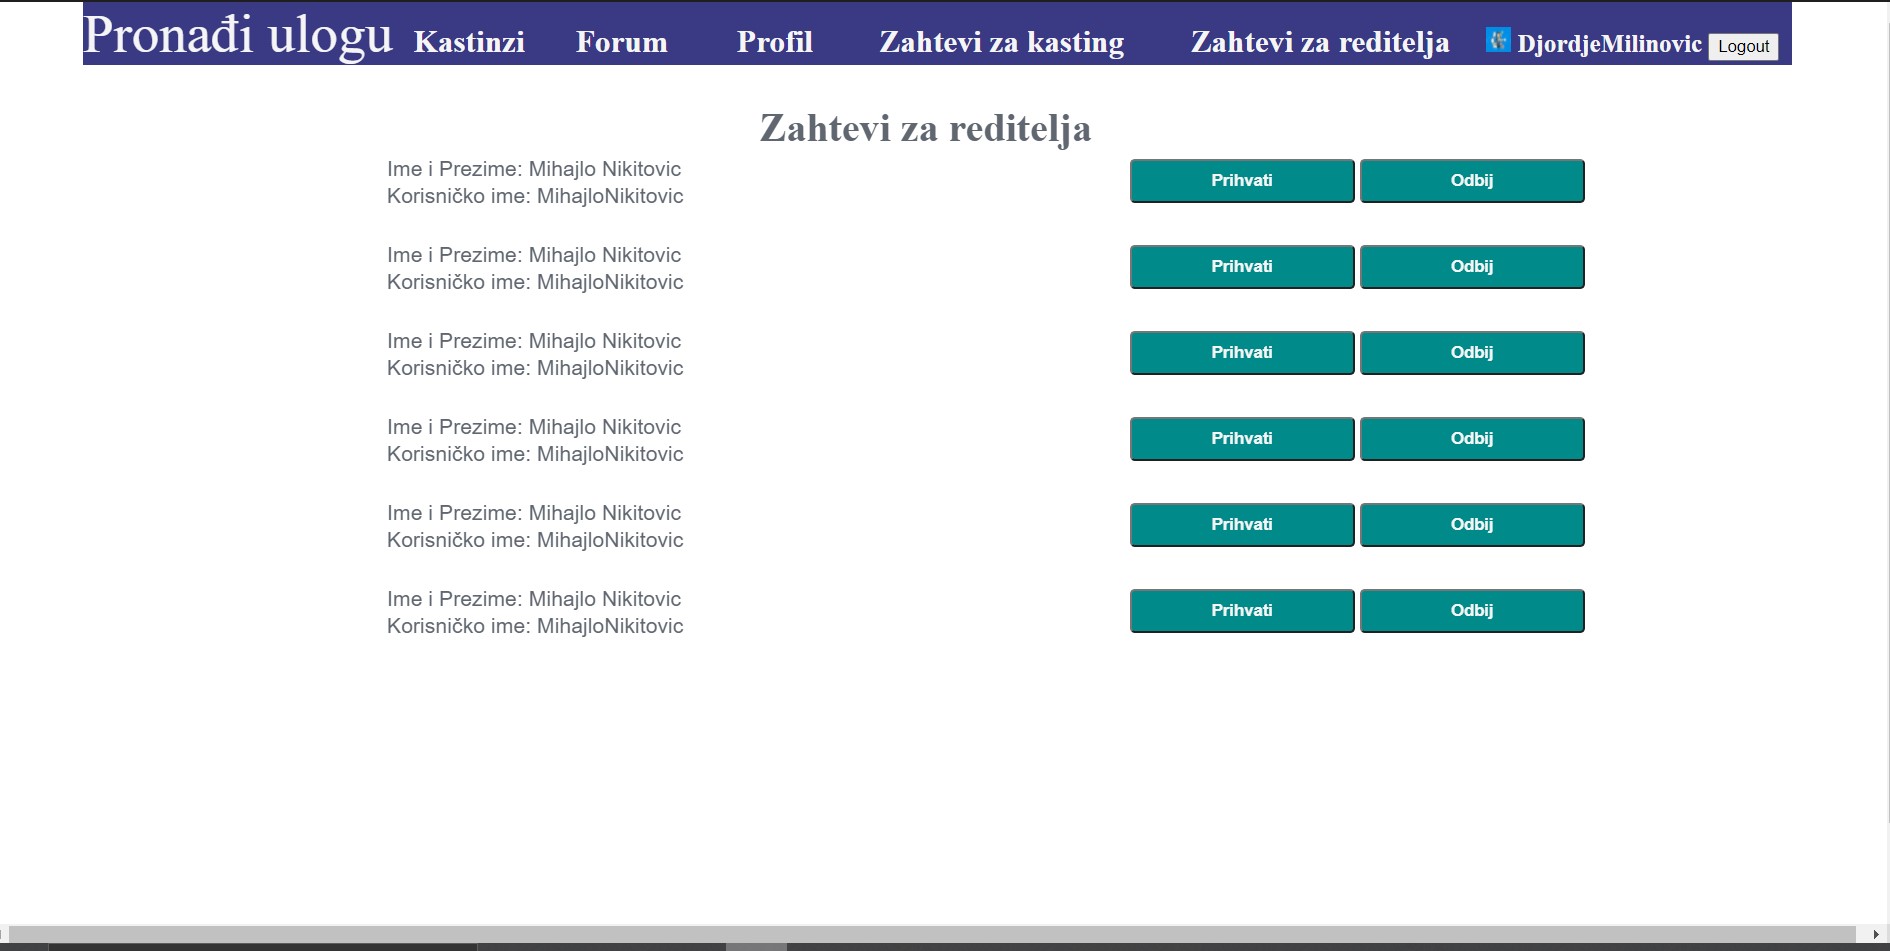 Pronađi ulogu Kastinzi Forum Profil Zahtevi za kasting Zahtevi za reditelja DjordjeMilinovic Logout
Zahtevi za reditelja
Ime i Prezime: Mihajlo Nikitovic
Korisničko ime: MihajloNikitovic
Prihvati Odbij
Ime i Prezime: Mihajlo Nikitovic
Korisničko ime: MihajloNikitovic
Prihvati Odbij
Ime i Prezime: Mihajlo Nikitovic
Korisničko ime: MihajloNikitovic
Prihvati Odbij
Ime i Prezime: Mihajlo Nikitovic
Korisničko ime: MihajloNikitovic
Prihvati Odbij
Ime i Prezime: Mihajlo Nikitovic
Korisničko ime: MihajloNikitovic
Prihvati Odbij
Ime i Prezime: Mihajlo Nikitovic
Korisničko ime: MihajloNikitovic
Prihvati Odbij